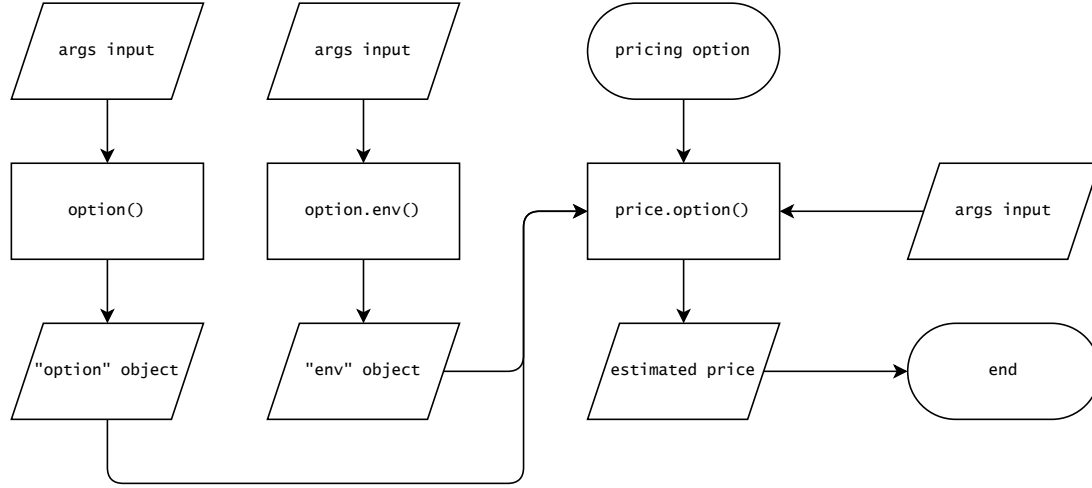 args input
args input
pricing option
option()
option.env()
price.option()
args input
"option" object
"env" object
estimated price
end